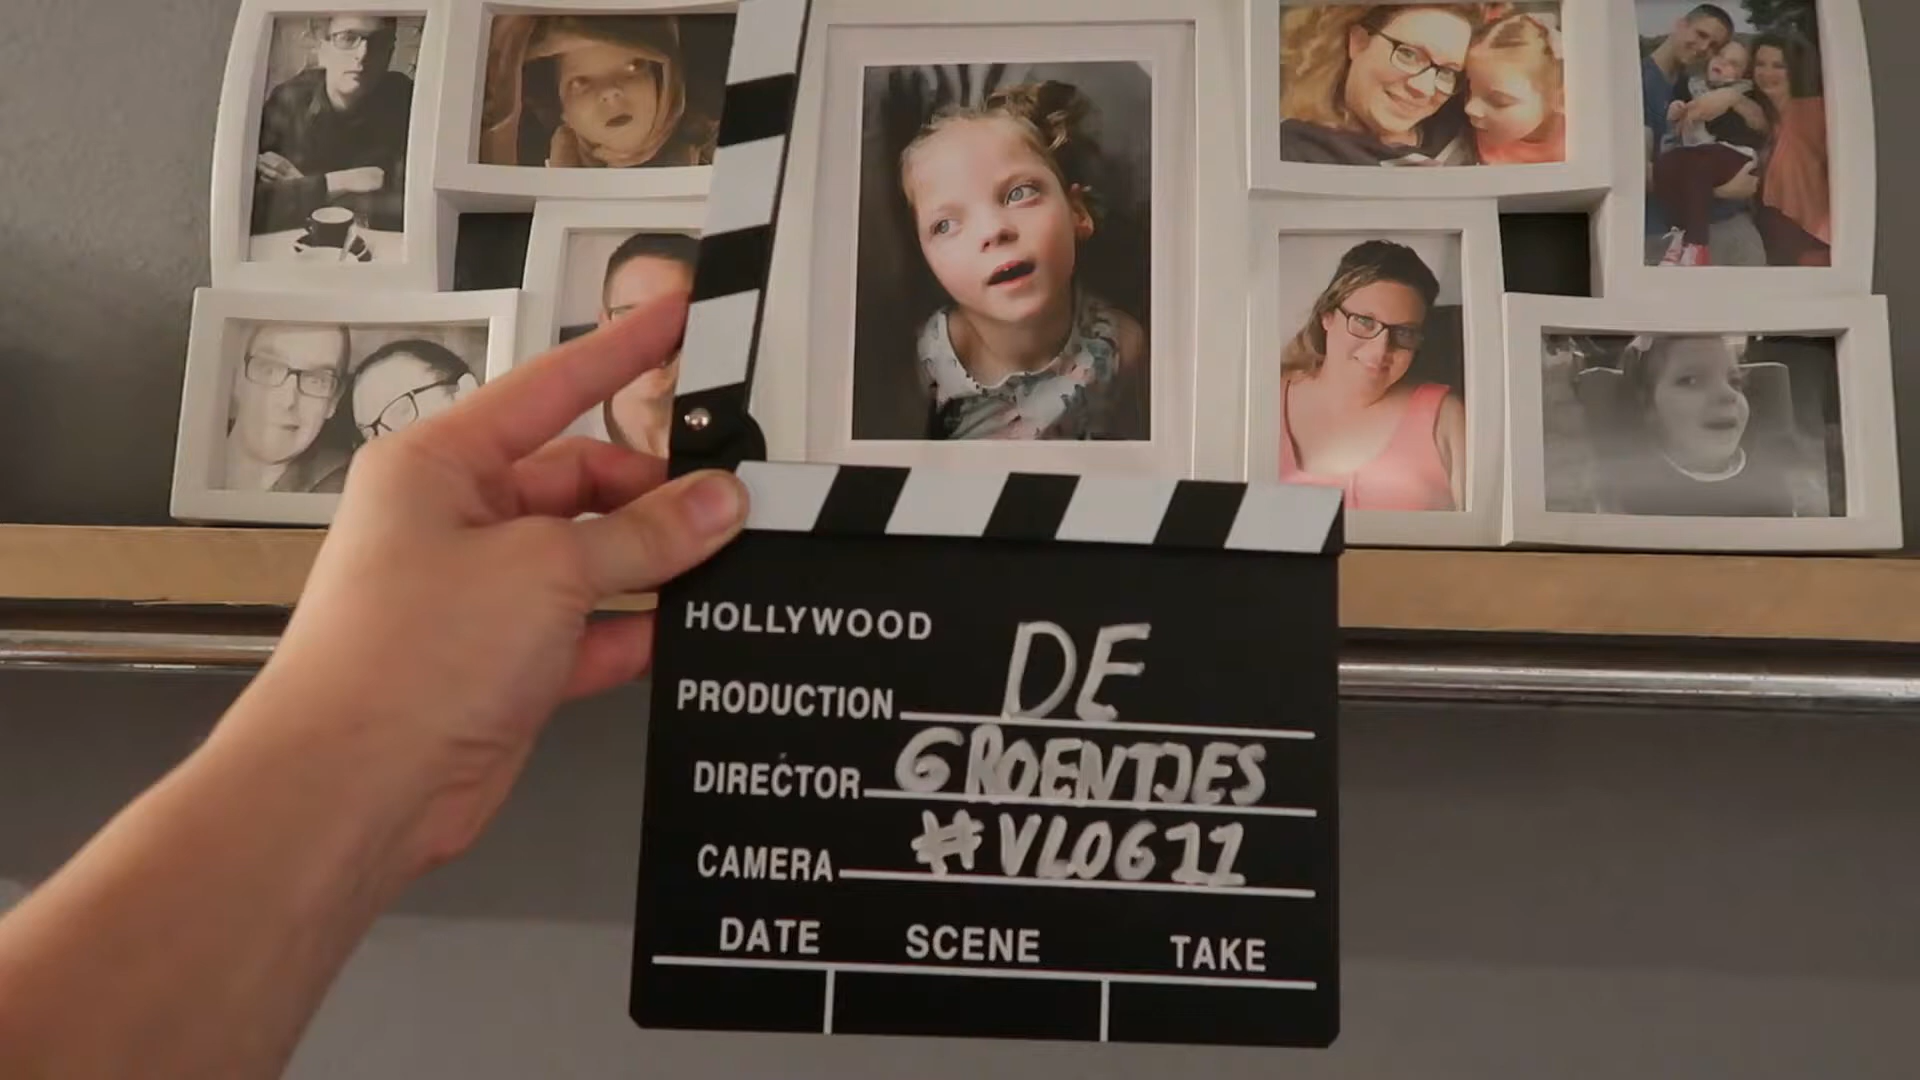 HOLLYWOOD
PRODUCTION DE
DIRECTOR GROENTJES
CAMERA #VLOG11
DATE SCENE TAKE